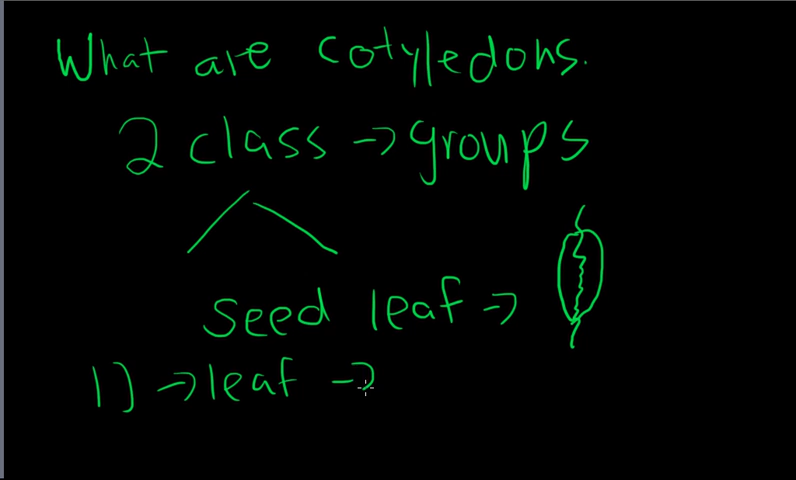 What are cotyledons.
2 class → groups
seed leaf →
1) → leaf →